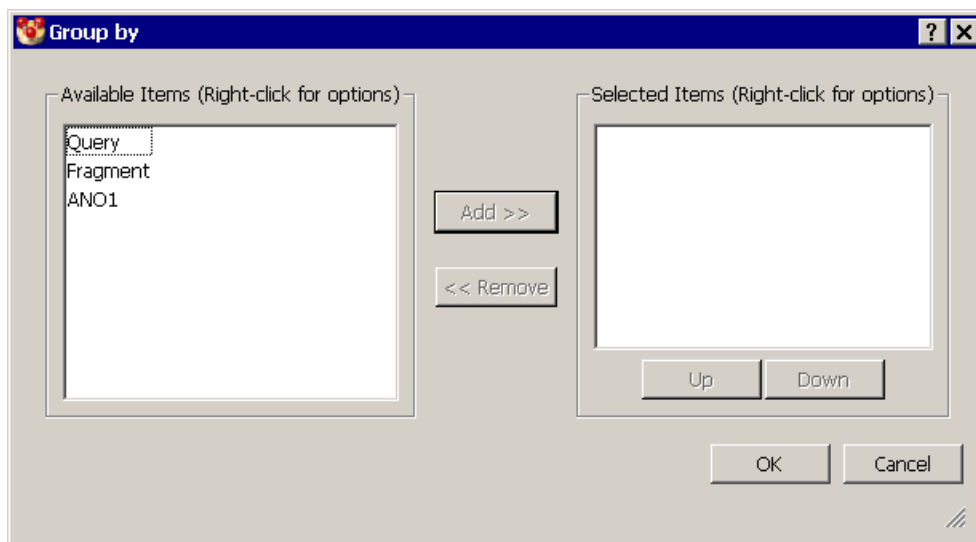 Group by
Available Items (Right-click for options)
Query
Fragment
ANO1
Add >>
<< Remove
Selected Items (Right-click for options)
Up
Down
OK
Cancel